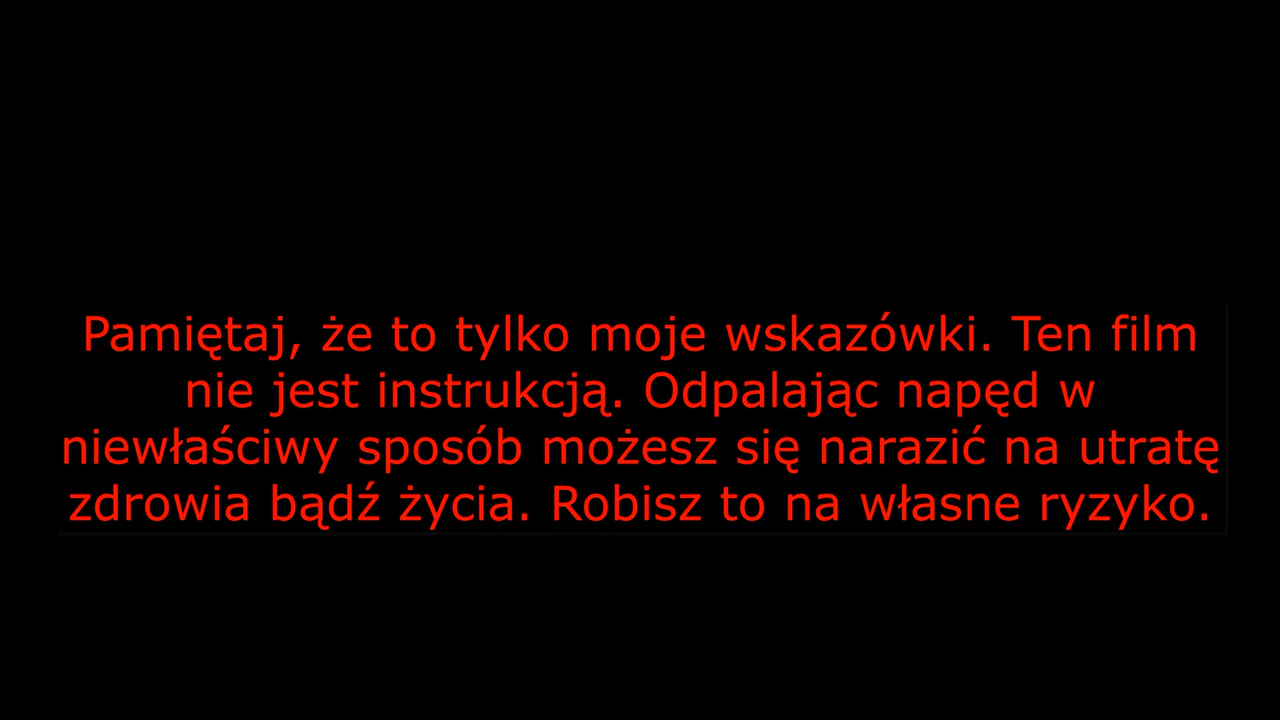 Pamiętaj, że to tylko moje wskazówki. Ten film
nie jest instrukcją. Odpalając napęd w
niewłaściwy sposób możesz się narazić na utratę
zdrowia bądź życia. Robisz to na własne ryzyko.